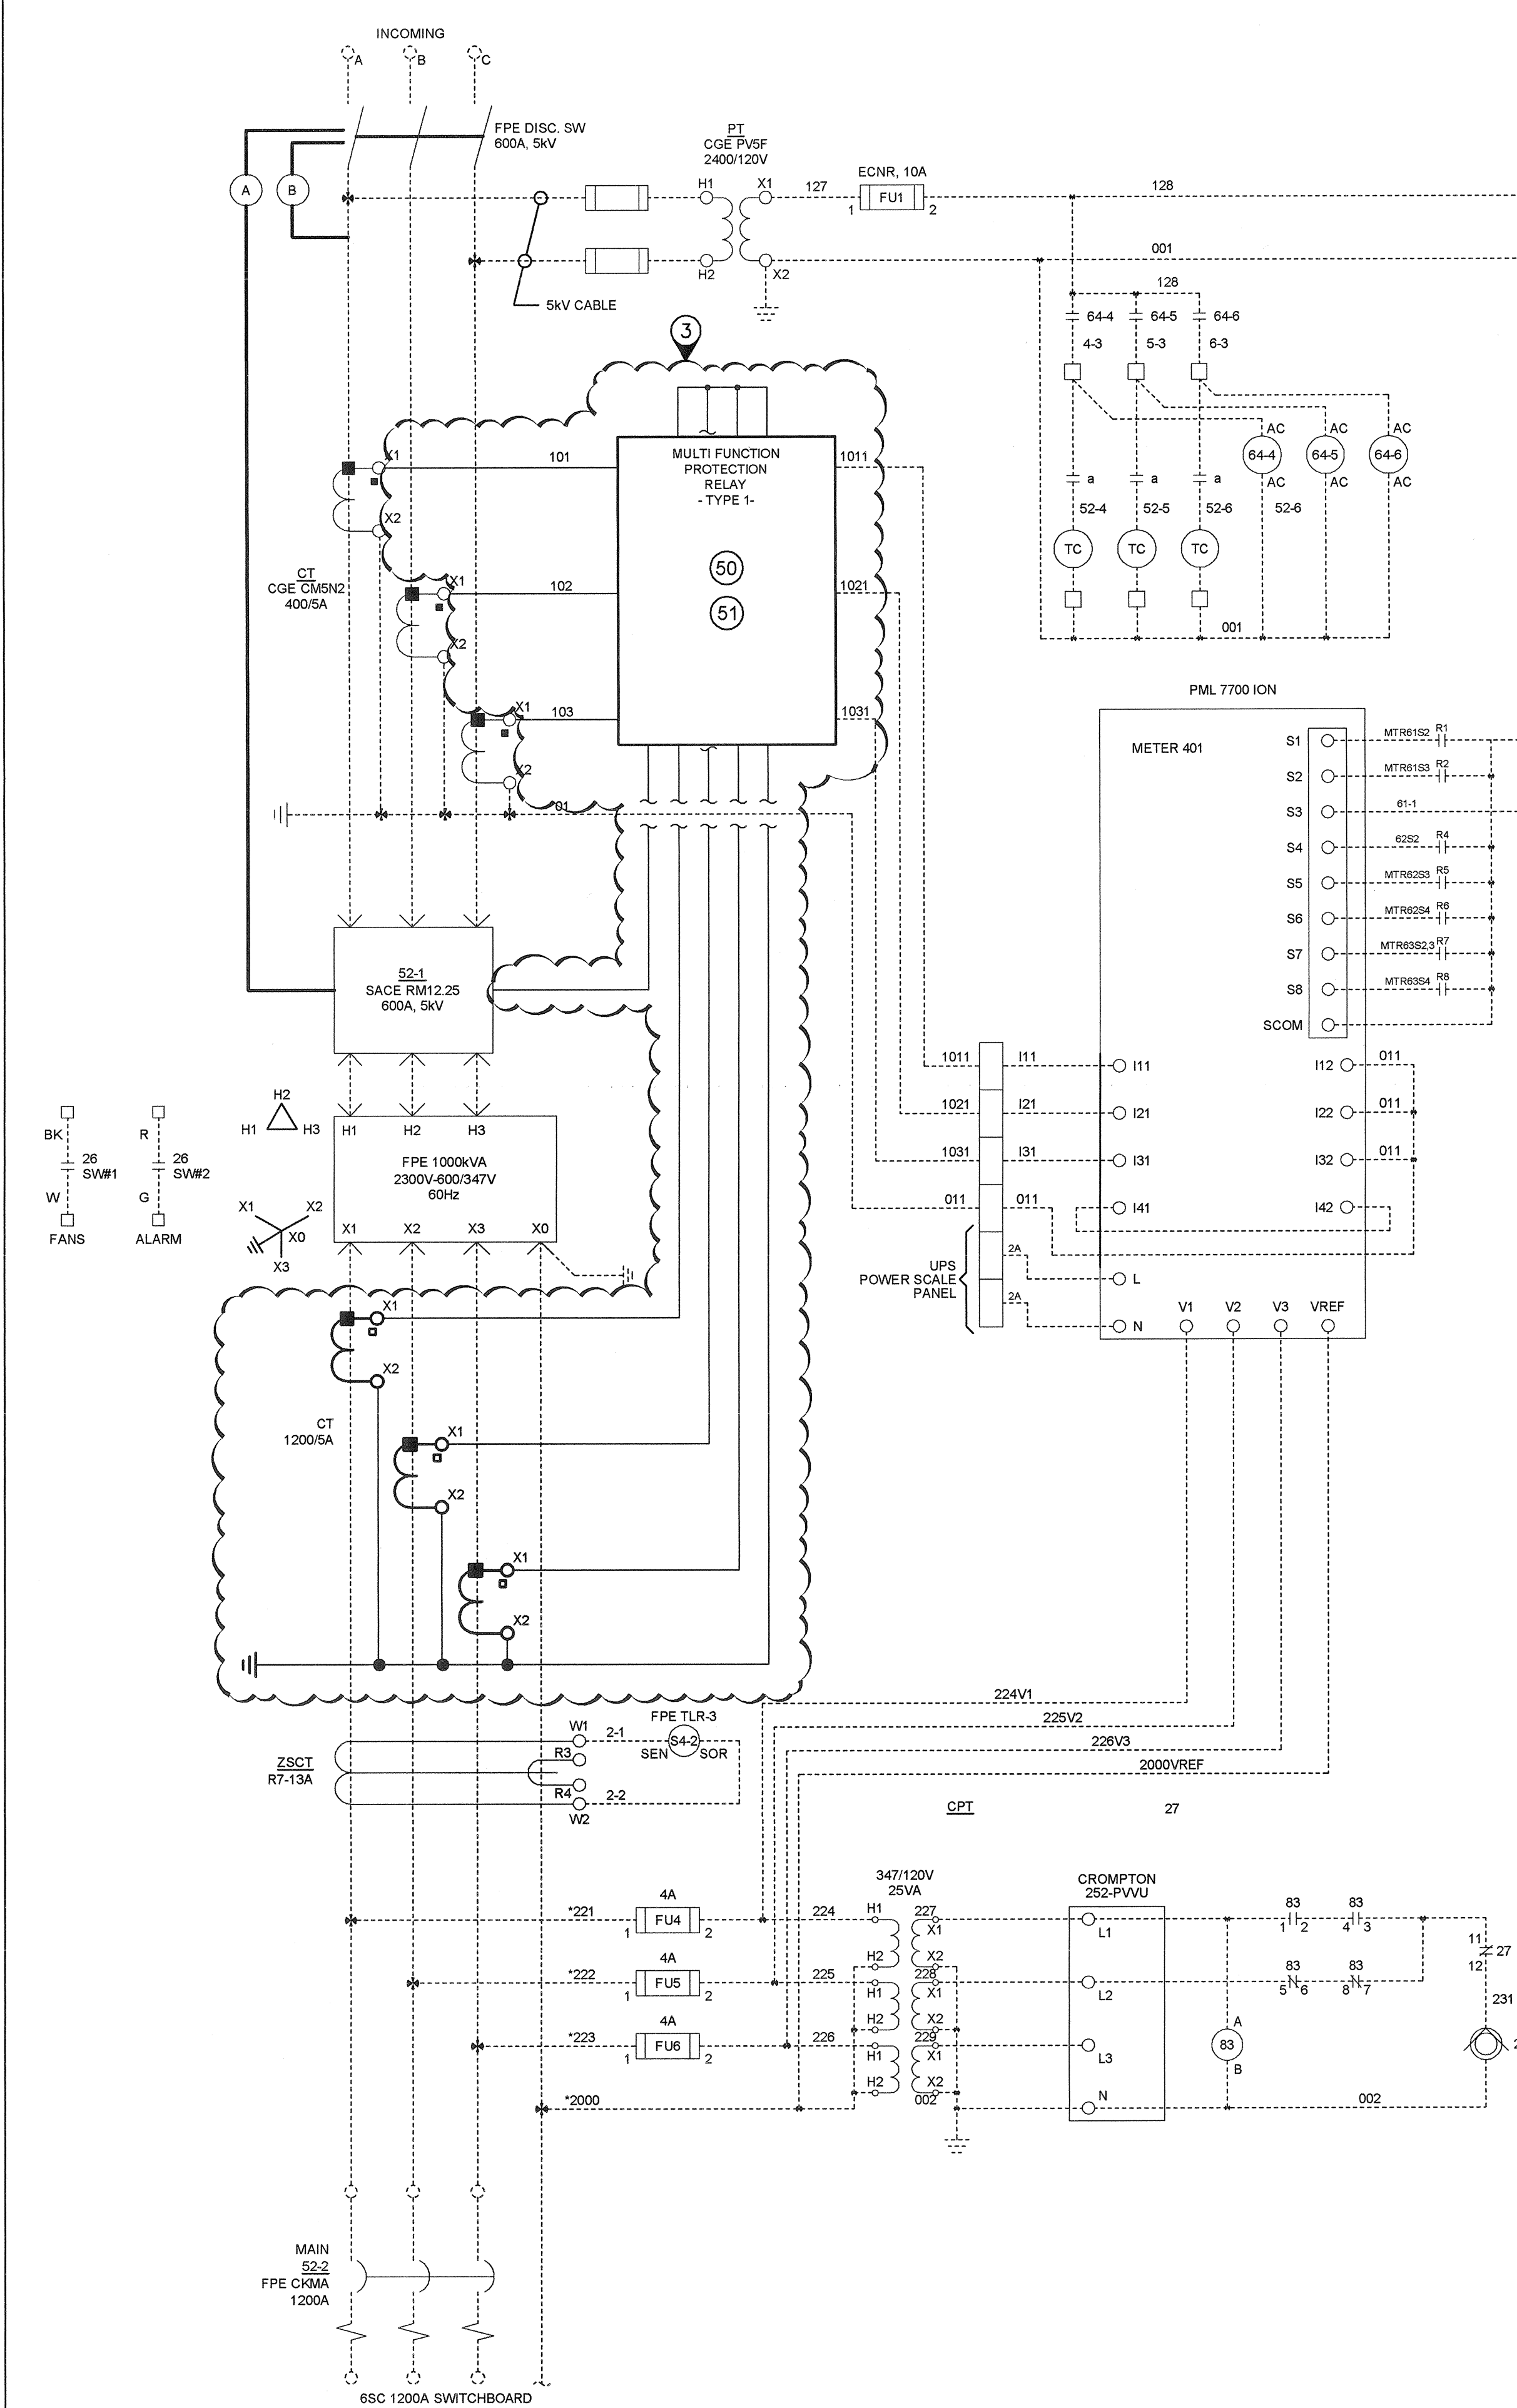 INCOMING
A
B
C
FPE DISC. SW
600A, 5kV
A
B
PT
CGE PV5F
2400/120V
H1
X1
127
ECNR, 10A
FU1
1
2
128
H2
X2
001
5kV CABLE
128
64-4
64-5
64-6
4-3
5-3
6-3
3
MULTI FUNCTION
PROTECTION
RELAY
- TYPE 1-
50
51
X1
101
1011
X2
CT
CGE CM5N2
400/5A
X1
102
1021
X2
X1
103
1031
X2
01
AC
AC
AC
64-4
64-5
64-6
AC
AC
AC
a
a
a
52-4
52-5
52-6
52-6
TC
TC
TC
001
PML 7700 ION
METER 401
S1
MTR61S2
R1
S2
MTR61S3
R2
S3
61-1
S4
62S2
R4
S5
MTR62S3
R5
S6
MTR62S4
R6
S7
MTR63S2,3
R7
S8
MTR63S4
R8
SCOM
52-1
SACE RM12.25
600A, 5kV
1011
I11
I11
I12
011
1021
I21
I21
I22
011
1031
I31
I31
I32
011
011
011
I41
I42
UPS
POWER SCALE
PANEL
2A
L
2A
N
V1
V2
V3
VREF
BK
26
SW#1
W
FANS
R
26
SW#2
G
ALARM
H2
H1
H3
X1
X2
X0
X3
H1
H2
H3
FPE 1000kVA
2300V-600/347V
60Hz
X1
X2
X3
X0
X1
X2
CT
1200/5A
X1
X2
X1
X2
224V1
225V2
226V3
2000VREF
ZSCT
R7-13A
W1
2-1
FPE TLR-3
S4-2
SEN
SOR
R3
R4
2-2
W2
CPT
27
347/120V
25VA
CROMPTON
252-PVVU
*221
4A
FU4
1
2
224
H1
227
X1
L1
H2
X2
*222
4A
FU5
1
2
225
H1
228
X1
L2
H2
X2
*223
4A
FU6
1
2
226
H1
229
X1
L3
H2
X2
*2000
002
N
83
83
1
2
4
3
83
83
5
6
8
7
A
83
B
11
27
12
231
2
002
MAIN
52-2
FPE CKMA
1200A
6SC 1200A SWITCHBOARD